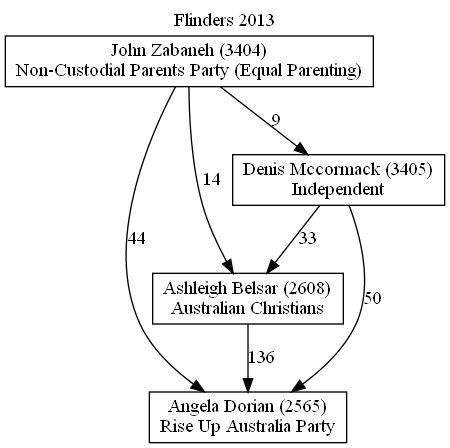 Flinders 2013
John Zabaneh (3404)
Non-Custodial Parents Party (Equal Parenting)
9
Denis Mccormack (3405)
Independent
14
44
33
50
Ashleigh Belsar (2608)
Australian Christians
136
Angela Dorian (2565)
Rise Up Australia Party